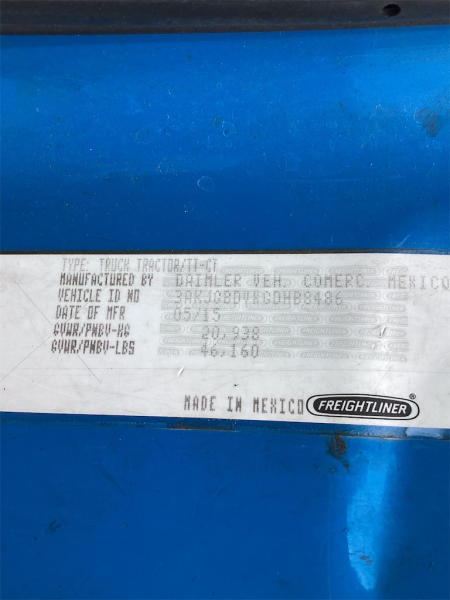 TYPE: TRUCK TRACTOR/TT-CT
MANUFACTURED BY DAIMLER VEH. COMERC. MEXICO
VEHICLE ID NO
DATE OF MFR 05/15
GVWR/PNBV-KG 20,938
GVWR/PNBV-LBS 46,160
MADE IN MEXICO FREIGHTLINER®